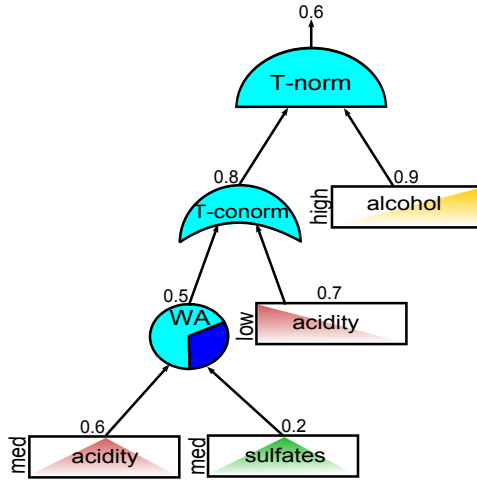 0.6
T-norm
0.8
0.9
T-conorm
high
alcohol
0.5
0.7
WA
low
acidity
0.6
0.2
med
acidity
med
sulfates